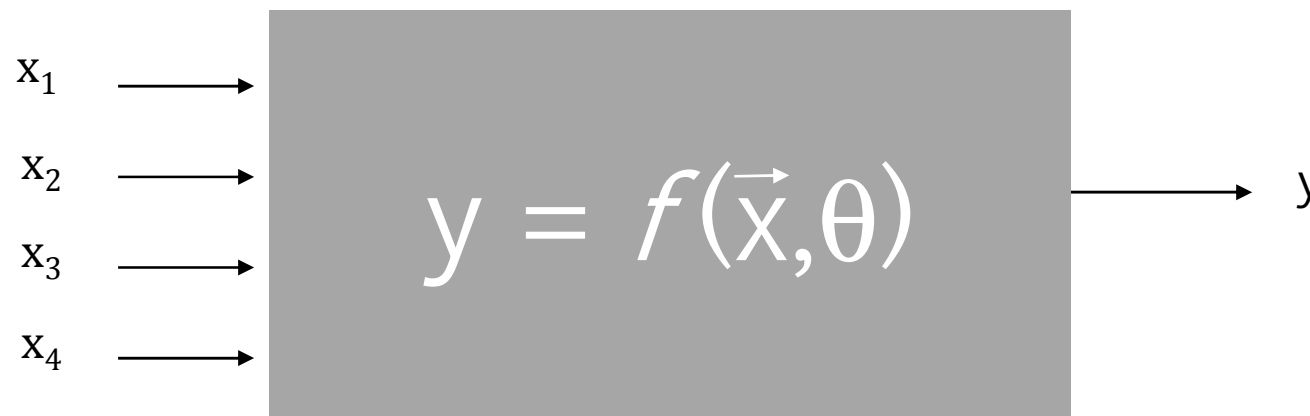 x₁
x₂
x₃
x₄
y = f(x⃗,θ)
y